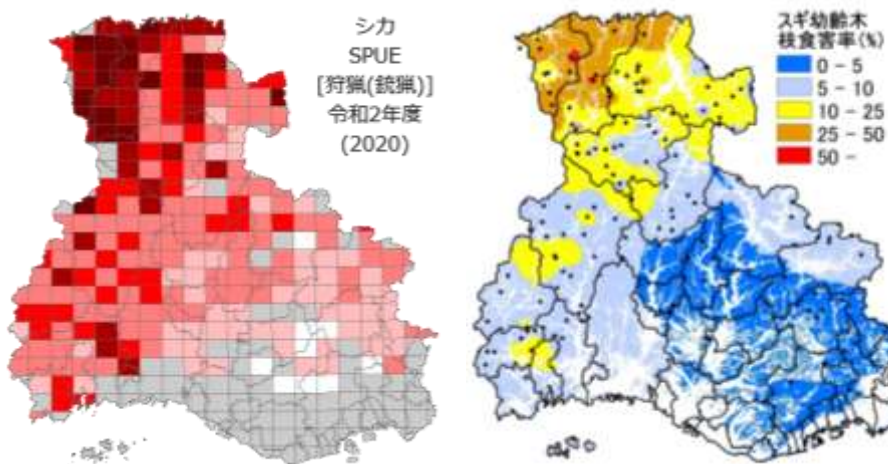 シカ
SPUE
[狩猟(銃猟)]
令和2年度
(2020)
スギ幼齢木
枝食害率(%)
0 - 5
5 - 10
10 - 25
25 - 50
50 -